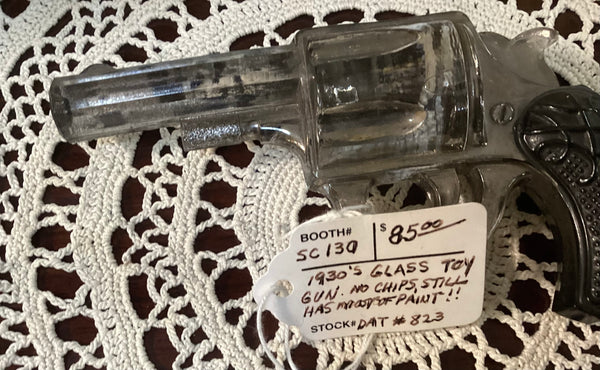 BOOTH# | $ 85.00
SC 130
1930'S GLASS TOY
GUN. NO CHIPS, STILL
HAS MOST OF PAINT!!
STOCK# DAT # 823